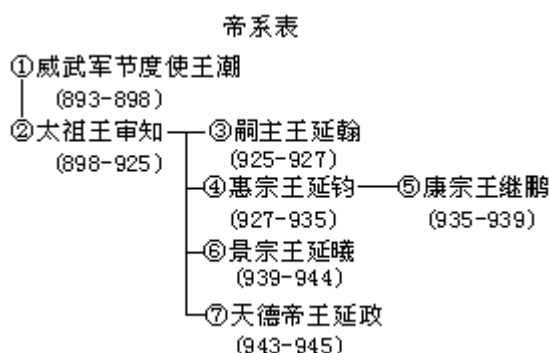 帝系表
①威武军节度使王潮
(893-898)
②太祖王审知
(898-925)
③嗣主王延翰
(925-927)
④惠宗王延钧
(927-935)
⑤康宗王继鹏
(935-939)
⑥景宗王延曦
(939-944)
⑦天德帝王延政
(943-945)